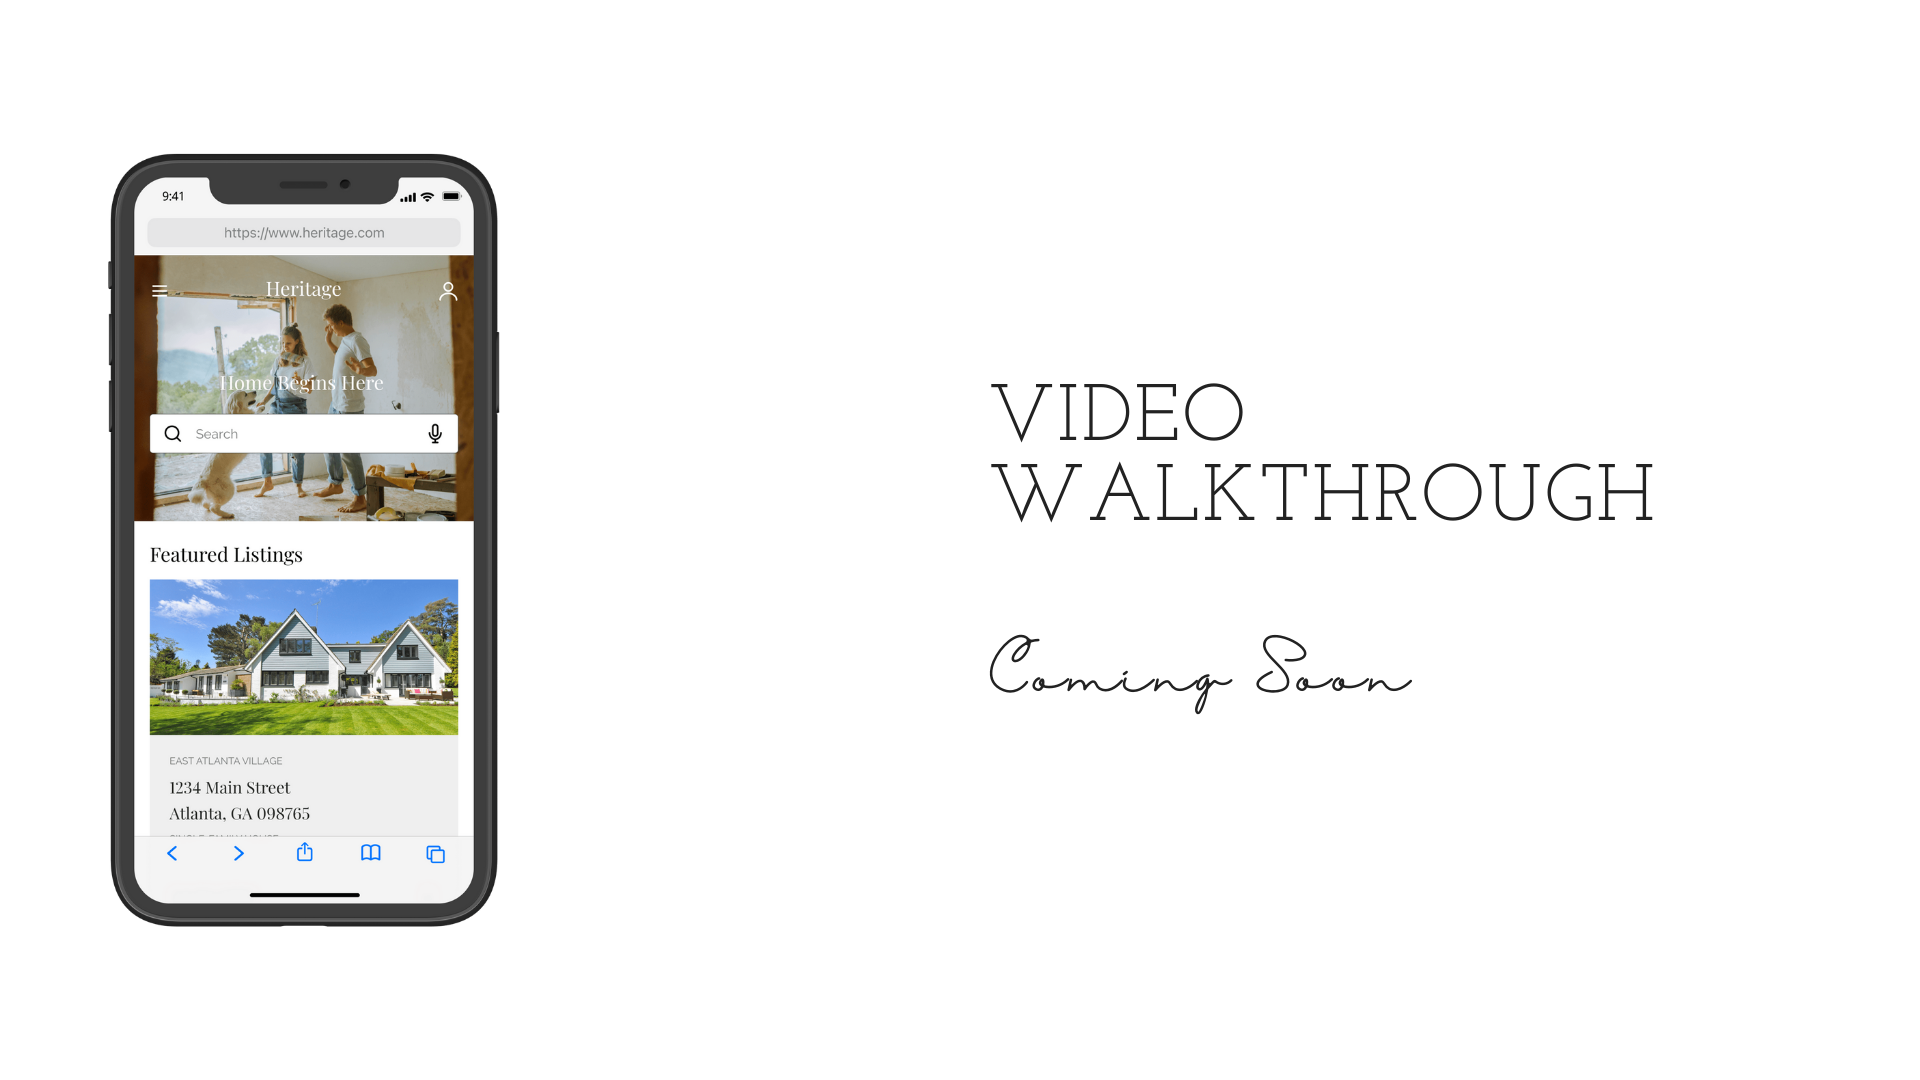 9:41
https://www.heritage.com
Heritage
Home Begins Here
Search
Featured Listings
EAST ATLANTA VILLAGE
1234 Main Street
Atlanta, GA 098765
VIDEO
WALKTHROUGH
Coming Soon